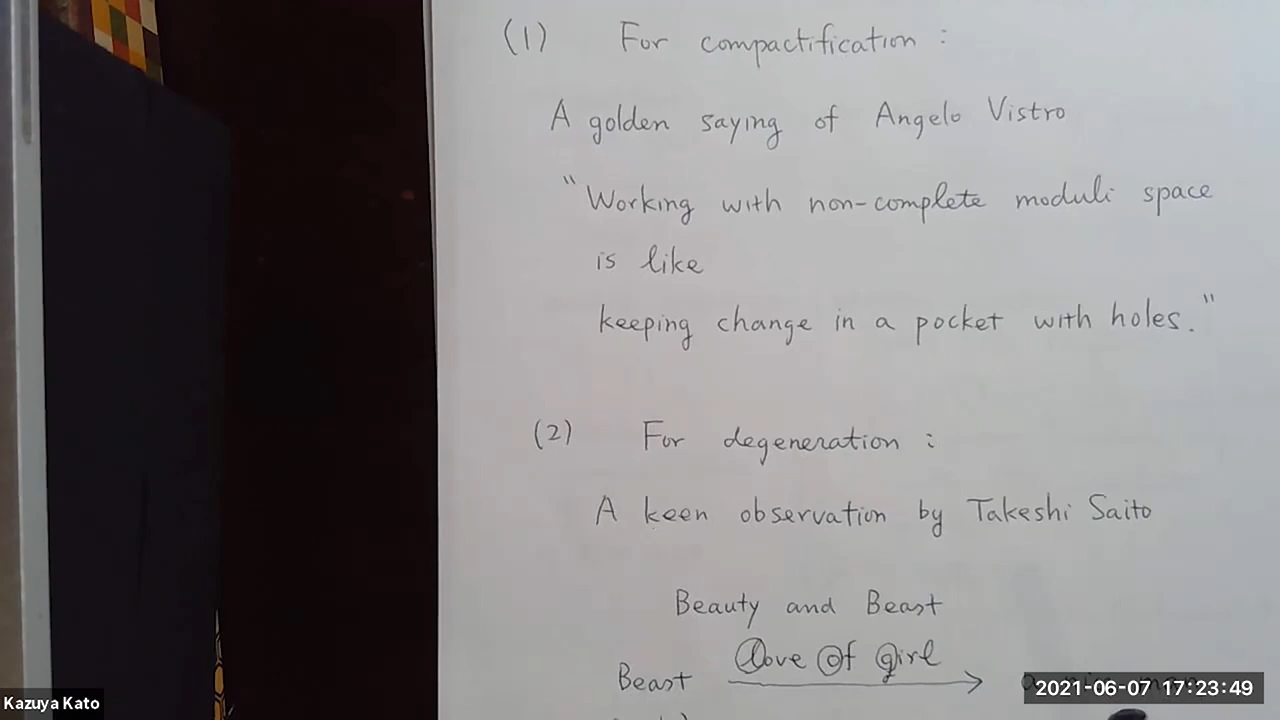 (1) For compactification :
A golden saying of Angelo Vistro
"Working with non-complete moduli space
is like
keeping change in a pocket with holes."
(2) For degeneration :
A keen observation by Takeshi Saito
Beauty and Beast
Love of girl
Beast →
2021-06-07 17:23:49
Kazuya Kato